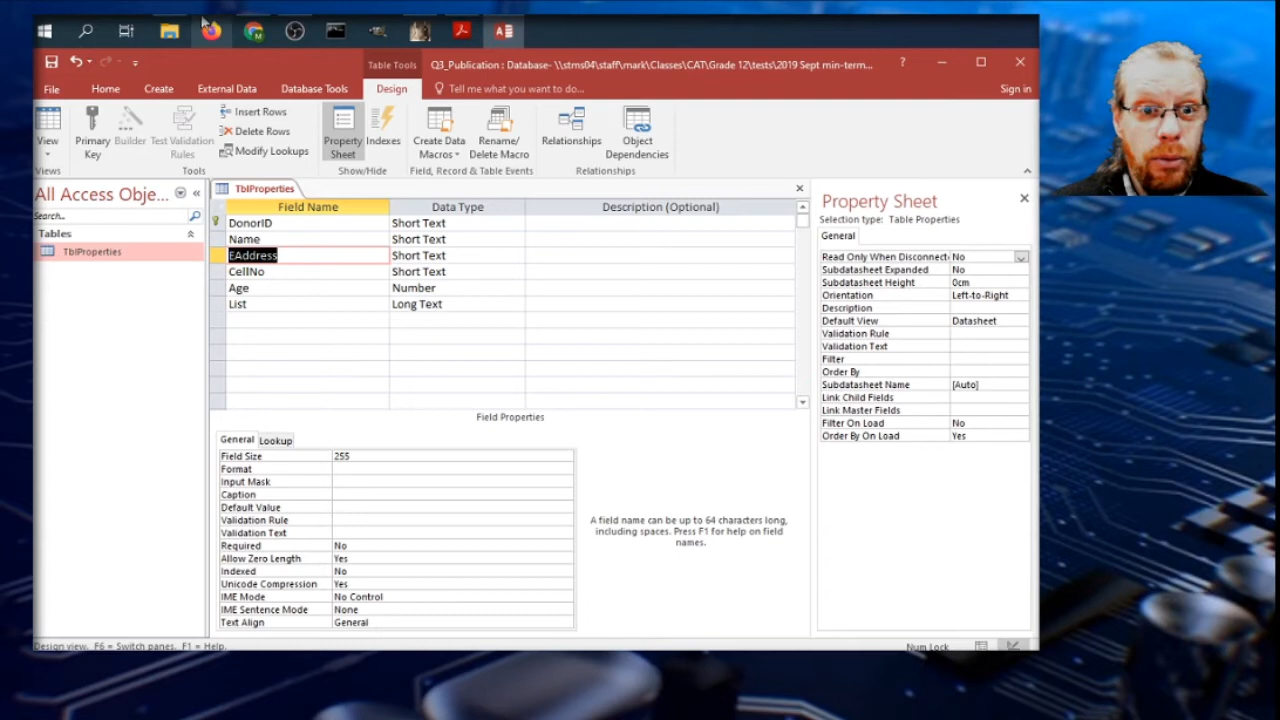 Table Tools
Q3_Publication : Database- \\stms04\staff\mark\Classes\CAT\Grade 12\tests\2019 Sept min-term...
?
File
Home
Create
External Data
Database Tools
Design
Tell me what you want to do...
Sign in
View
Primary Key
Builder
Test Validation Rules
Insert Rows
Delete Rows
Modify Lookups
Property Sheet
Indexes
Create Data Macros
Rename/ Delete Macro
Relationships
Object Dependencies
Views
Tools
Show/Hide
Field, Record & Table Events
Relationships
All Access Obje...
Search..
Tables
TblProperties
TblProperties
Field Name Data Type Description (Optional)
DonorID Short Text
Name Short Text
EAddress Short Text
CellNo Short Text
Age Number
List Long Text
Field Properties
General Lookup
Field Size 255
Format
Input Mask
Caption
Default Value
Validation Rule
Validation Text
Required No
Allow Zero Length Yes
Indexed No
Unicode Compression Yes
IME Mode No Control
IME Sentence Mode None
Text Align General
A field name can be up to 64 characters long,
including spaces. Press F1 for help on field
names.
Property Sheet
Selection type: Table Properties
General
Read Only When Disconnect No
Subdatasheet Expanded No
Subdatasheet Height 0cm
Orientation Left-to-Right
Description
Default View Datasheet
Validation Rule
Validation Text
Filter
Order By
Subdatasheet Name [Auto]
Link Child Fields
Link Master Fields
Filter On Load No
Order By On Load Yes
Design view. F6 = Switch panes. F1 = Help.
Num Lock